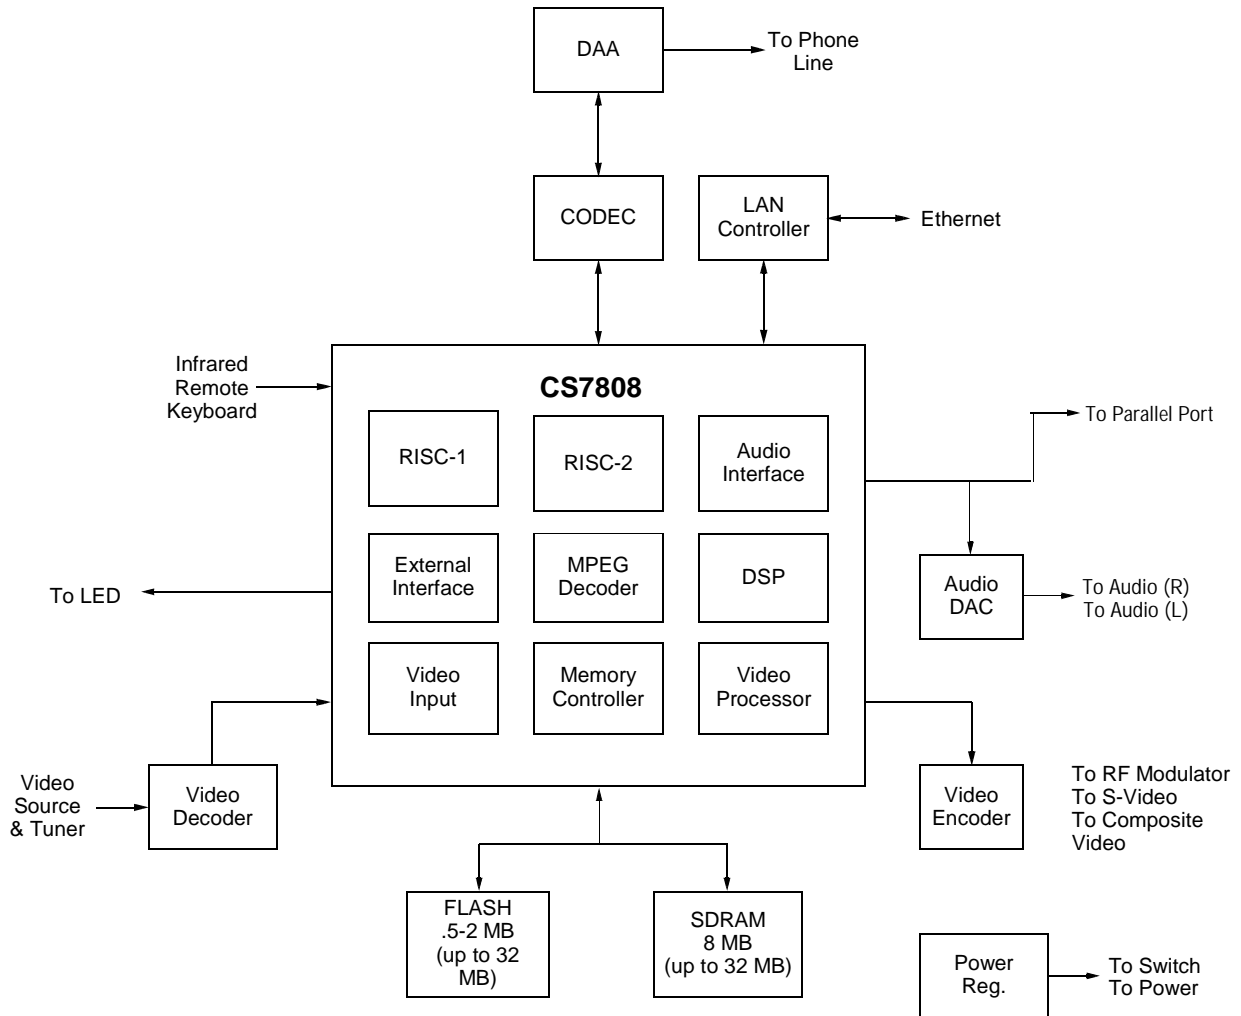 DAA
To Phone
Line
CODEC
LAN
Controller
Ethernet
Infrared
Remote
Keyboard
CS7808
RISC-1
RISC-2
Audio
Interface
To Parallel Port
External
Interface
MPEG
Decoder
DSP
To LED
Audio
DAC
To Audio (R)
To Audio (L)
Video
Input
Memory
Controller
Video
Processor
Video
Source
& Tuner
Video
Decoder
Video
Encoder
To RF Modulator
To S-Video
To Composite
Video
FLASH
.5-2 MB
(up to 32
MB)
SDRAM
8 MB
(up to 32 MB)
Power
Reg.
To Switch
To Power